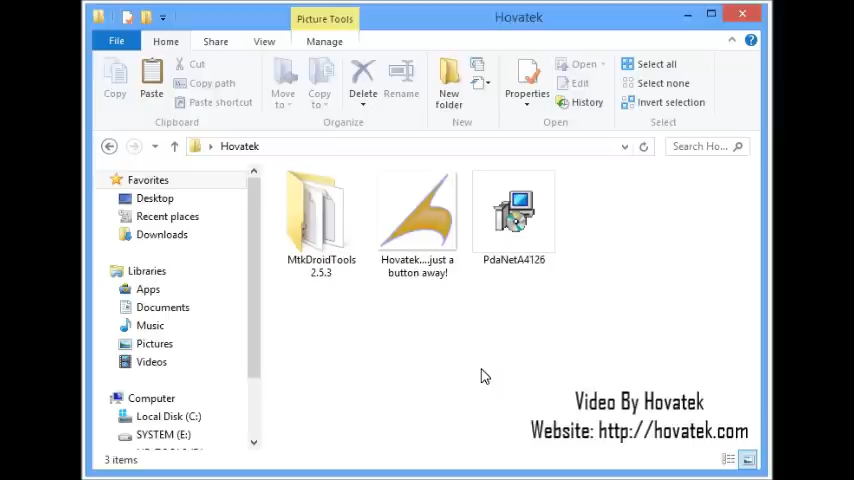 Picture Tools
Hovatek
File
Home
Share
View
Manage
Copy
Paste
Cut
Copy path
Paste shortcut
Clipboard
Move to
Copy to
Delete
Rename
Organize
New folder
New
Properties
Open
Edit
History
Open
Select all
Select none
Invert selection
Select
Hovatek
Search Ho...
Favorites
Desktop
Recent places
Downloads
Libraries
Apps
Documents
Music
Pictures
Videos
Computer
Local Disk (C:)
SYSTEM (E:)
MtkDroidTools
2.5.3
Hovatek....just a
button away!
PdaNetA4126
Video By Hovatek
Website: http://hovatek.com
3 items